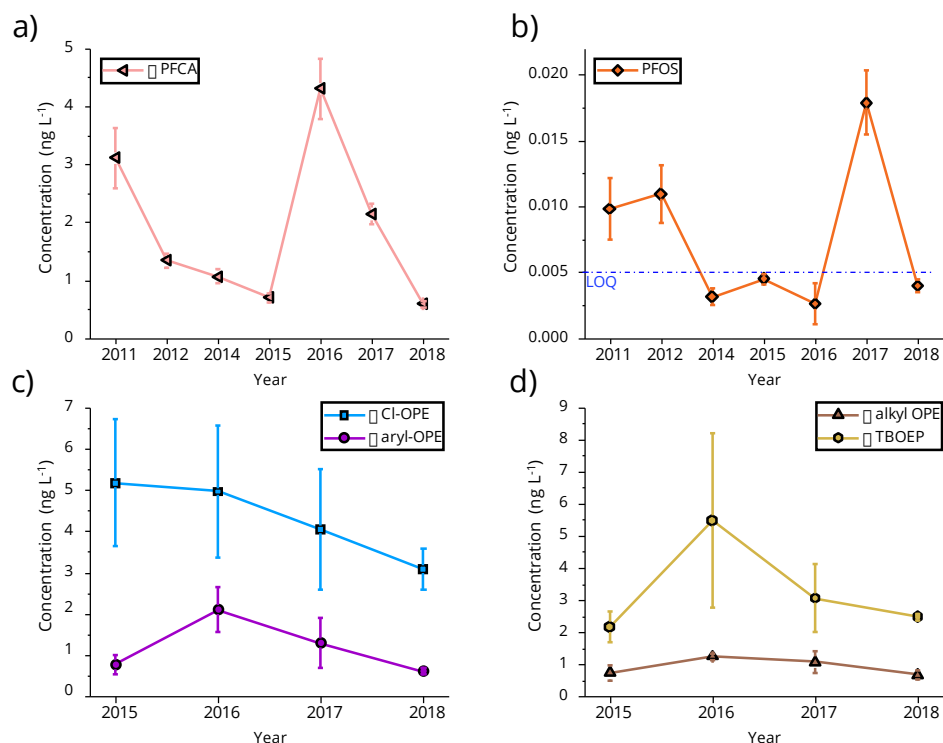 a)
▯ PFCA
Concentration (ng L⁻¹)
5
4
3
2
1
0
2011 2012 2014 2015 2016 2017 2018
Year
b)
PFOS
Concentration (ng L⁻¹)
0.020
0.015
0.010
0.005
0.000
LOQ
2011 2012 2014 2015 2016 2017 2018
Year
c)
▯ Cl-OPE
▯ aryl-OPE
Concentration (ng L⁻¹)
7
6
5
4
3
2
1
0
2015 2016 2017 2018
Year
d)
▯ alkyl OPE
▯ TBOEP
Concentration (ng L⁻¹)
9
8
7
6
5
4
3
2
1
0
2015 2016 2017 2018
Year